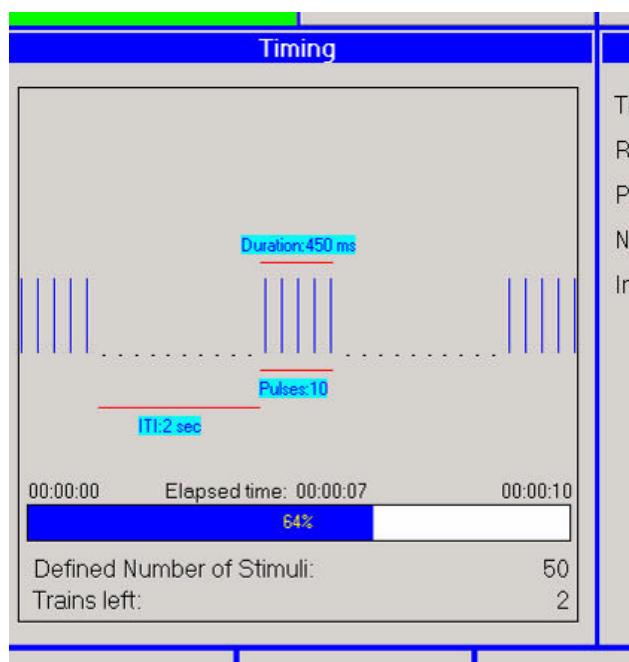 Timing
Duration:450 ms
Pulses:10
ITI:2 sec
00:00:00 Elapsed time: 00:00:07 00:00:10
64%
Defined Number of Stimuli: 50
Trains left: 2